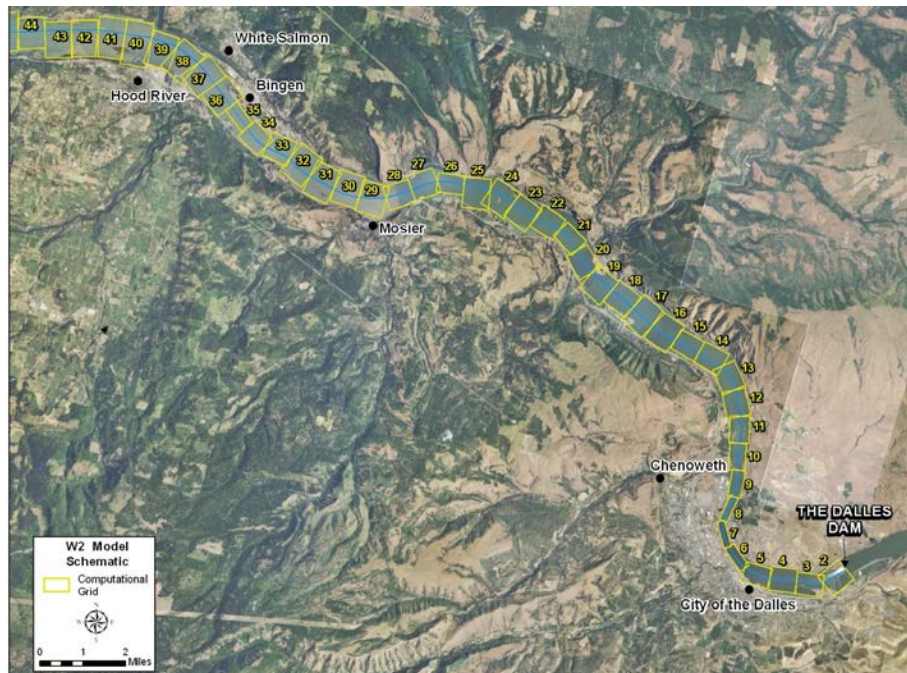 44
43
42
41
40
39
38
37
36
35
34
33
32
31
30
29
28
27
26
25
24
23
22
21
20
19
18
17
16
15
14
13
12
11
10
9
8
7
6
5
4
3
2
White Salmon
Hood River
Bingen
Mosier
Chenoweth
THE DALLES
DAM
City of the Dalles
W2 Model
Schematic
Computational
Grid
N
W
E
S
0 1 2
Miles